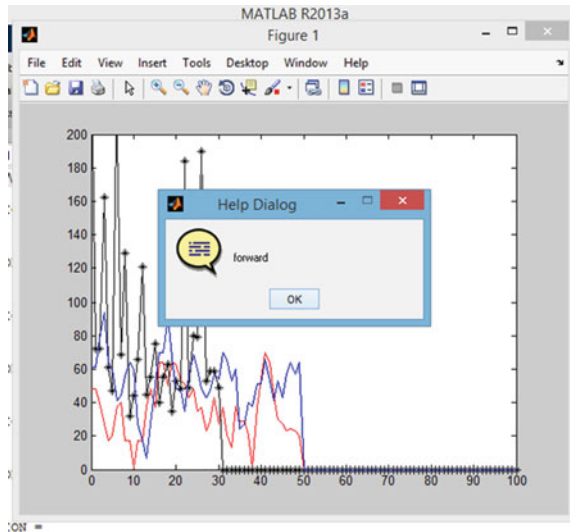 MATLAB R2013a
Figure 1
File Edit View Insert Tools Desktop Window Help
200
180
160
140
120
100
80
60
40
20
0
Help Dialog
forward
OK
0 10 20 30 40 50 60 70 80 90 100
ON =